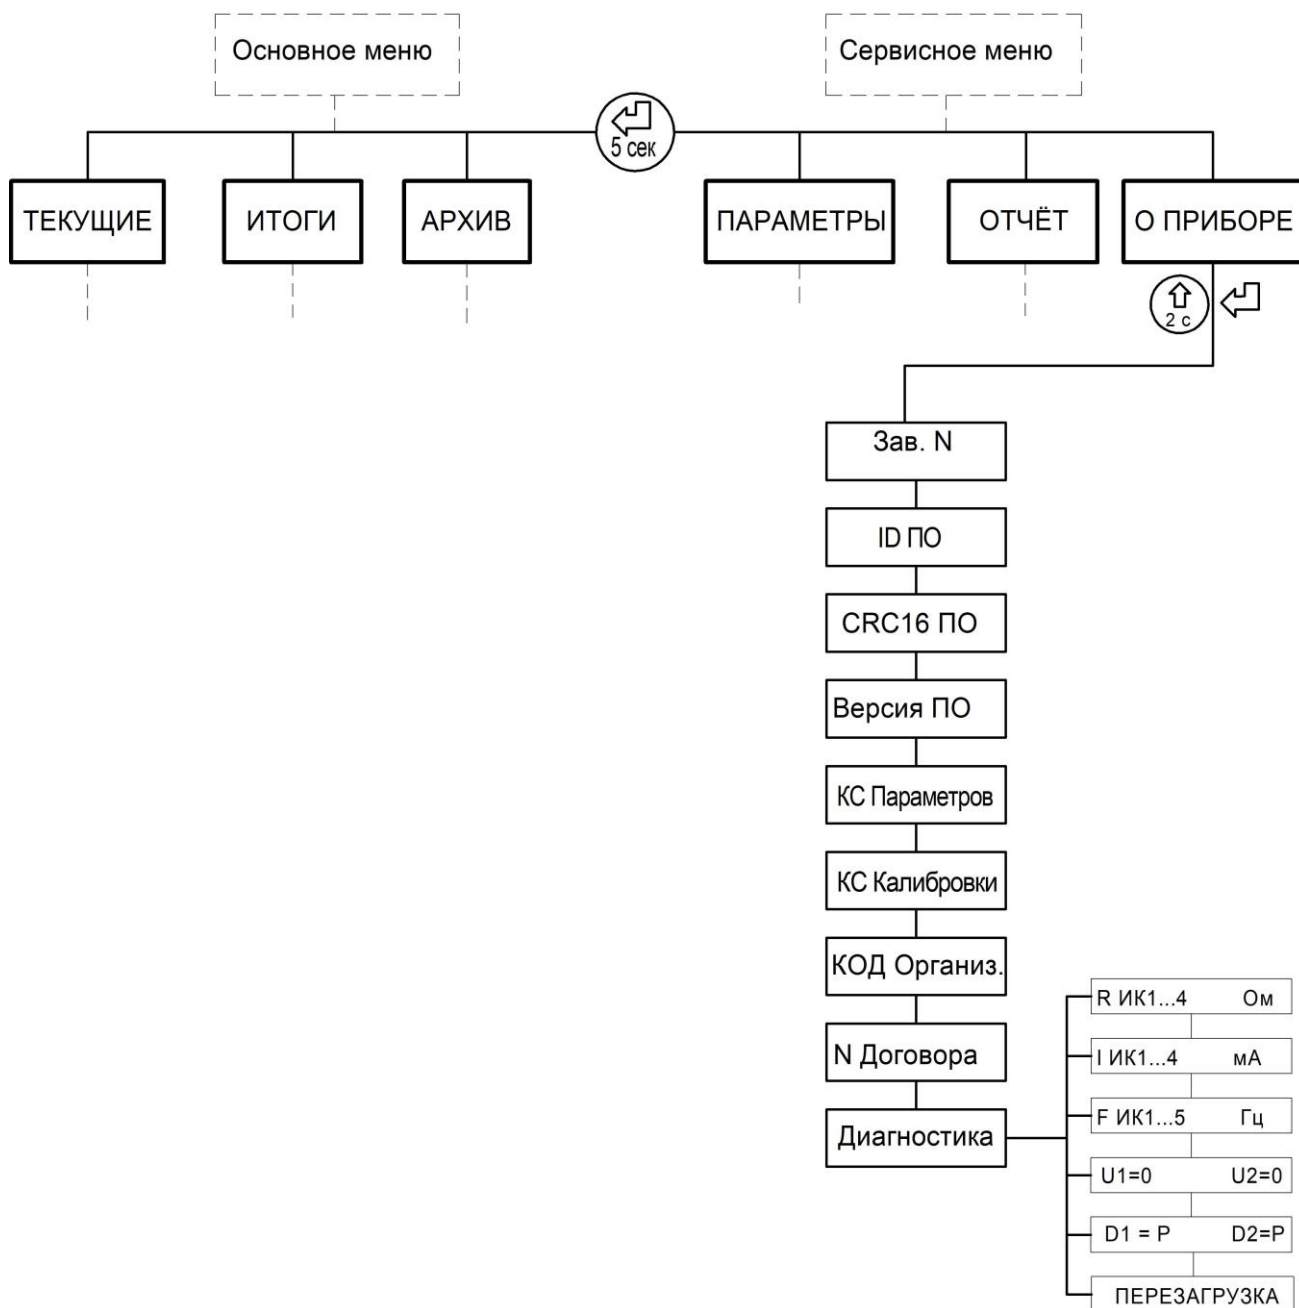 Основное меню
Сервисное меню
5 сек
ТЕКУЩИЕ
ИТОГИ
АРХИВ
ПАРАМЕТРЫ
ОТЧЁТ
О ПРИБОРЕ
2 с
Зав. N
ID ПО
CRC16 ПО
Версия ПО
КС Параметров
КС Калибровки
КОД Организ.
N Договора
Диагностика
R ИК1...4 Ом
I ИК1...4 мА
F ИК1...5 Гц
U1=0 U2=0
D1 = P D2=P
ПЕРЕЗАГРУЗКА